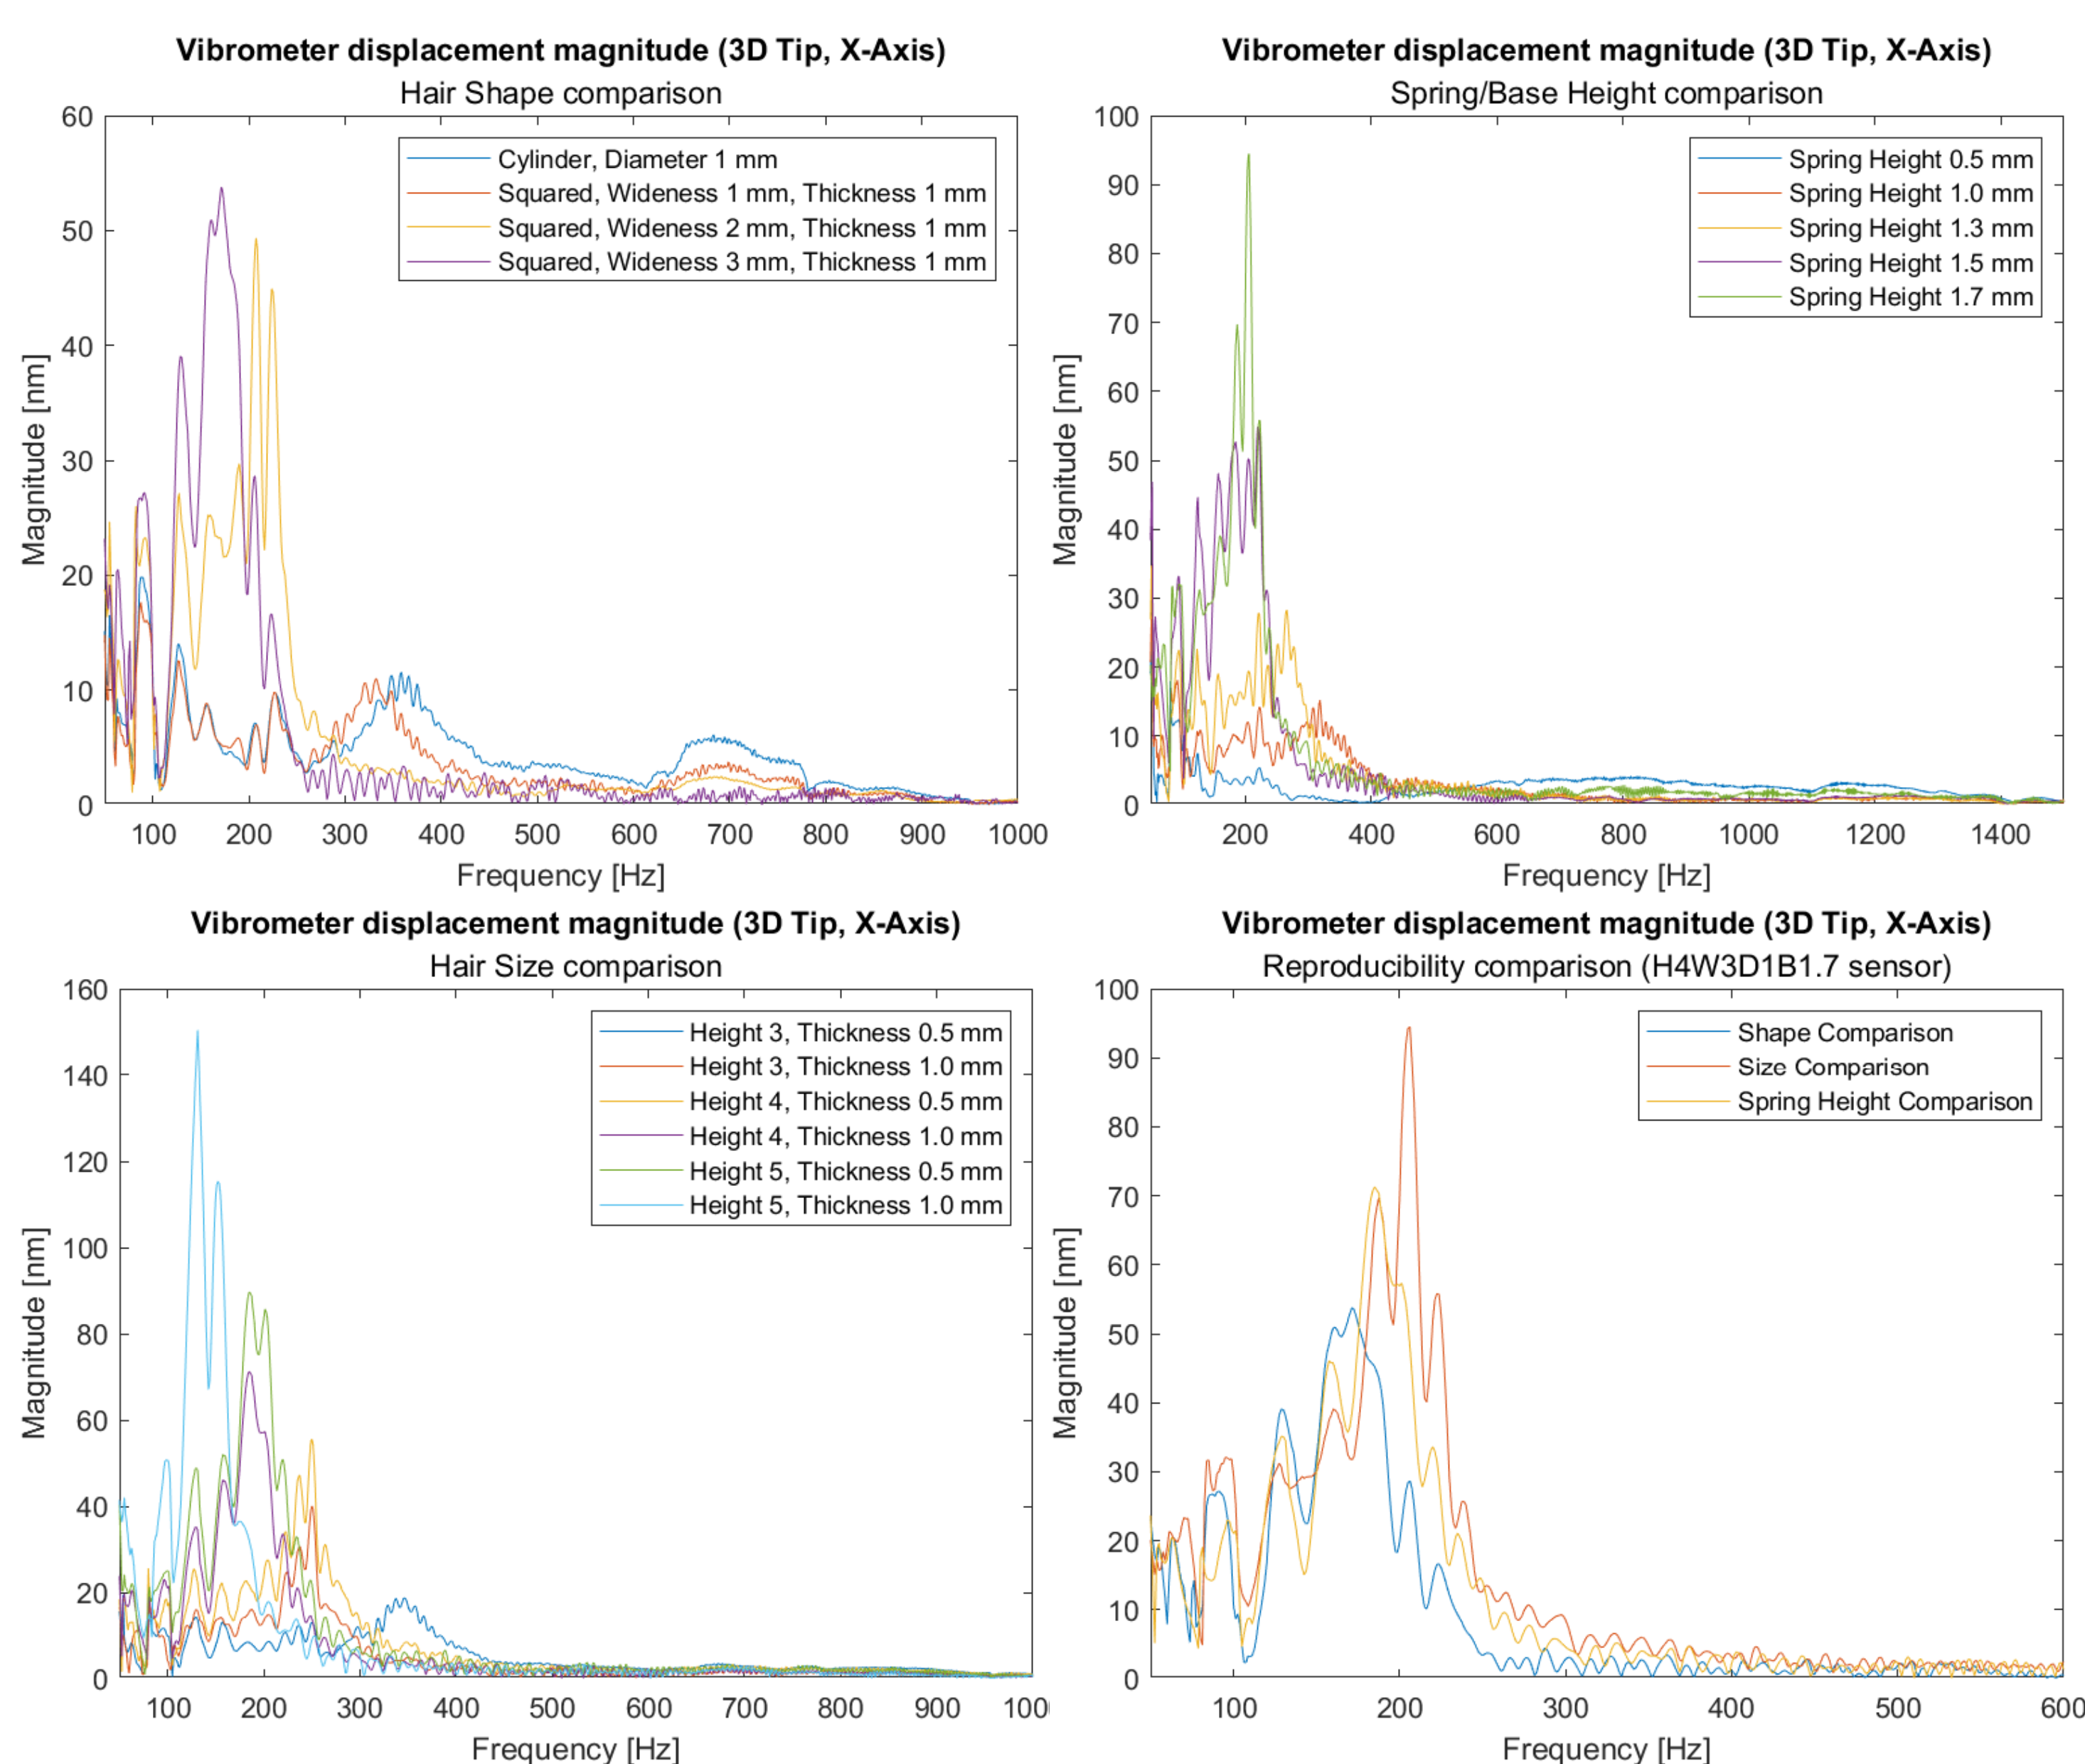 Vibrometer displacement magnitude (3D Tip, X-Axis)
Hair Shape comparison
60
50
40
30
20
10
0
Magnitude [nm]
Cylinder, Diameter 1 mm
Squared, Wideness 1 mm, Thickness 1 mm
Squared, Wideness 2 mm, Thickness 1 mm
Squared, Wideness 3 mm, Thickness 1 mm
100 200 300 400 500 600 700 800 900 1000
Frequency [Hz]
Vibrometer displacement magnitude (3D Tip, X-Axis)
Spring/Base Height comparison
100
90
80
70
60
50
40
30
20
10
0
Magnitude [nm]
Spring Height 0.5 mm
Spring Height 1.0 mm
Spring Height 1.3 mm
Spring Height 1.5 mm
Spring Height 1.7 mm
200 400 600 800 1000 1200 1400
Frequency [Hz]
Vibrometer displacement magnitude (3D Tip, X-Axis)
Hair Size comparison
160
140
120
100
80
60
40
20
0
Magnitude [nm]
Height 3, Thickness 0.5 mm
Height 3, Thickness 1.0 mm
Height 4, Thickness 0.5 mm
Height 4, Thickness 1.0 mm
Height 5, Thickness 0.5 mm
Height 5, Thickness 1.0 mm
100 200 300 400 500 600 700 800 900 100
Frequency [Hz]
Vibrometer displacement magnitude (3D Tip, X-Axis)
Reproducibility comparison (H4W3D1B1.7 sensor)
100
90
80
70
60
50
40
30
20
10
0
Magnitude [nm]
Shape Comparison
Size Comparison
Spring Height Comparison
100 200 300 400 500 600
Frequency [Hz]